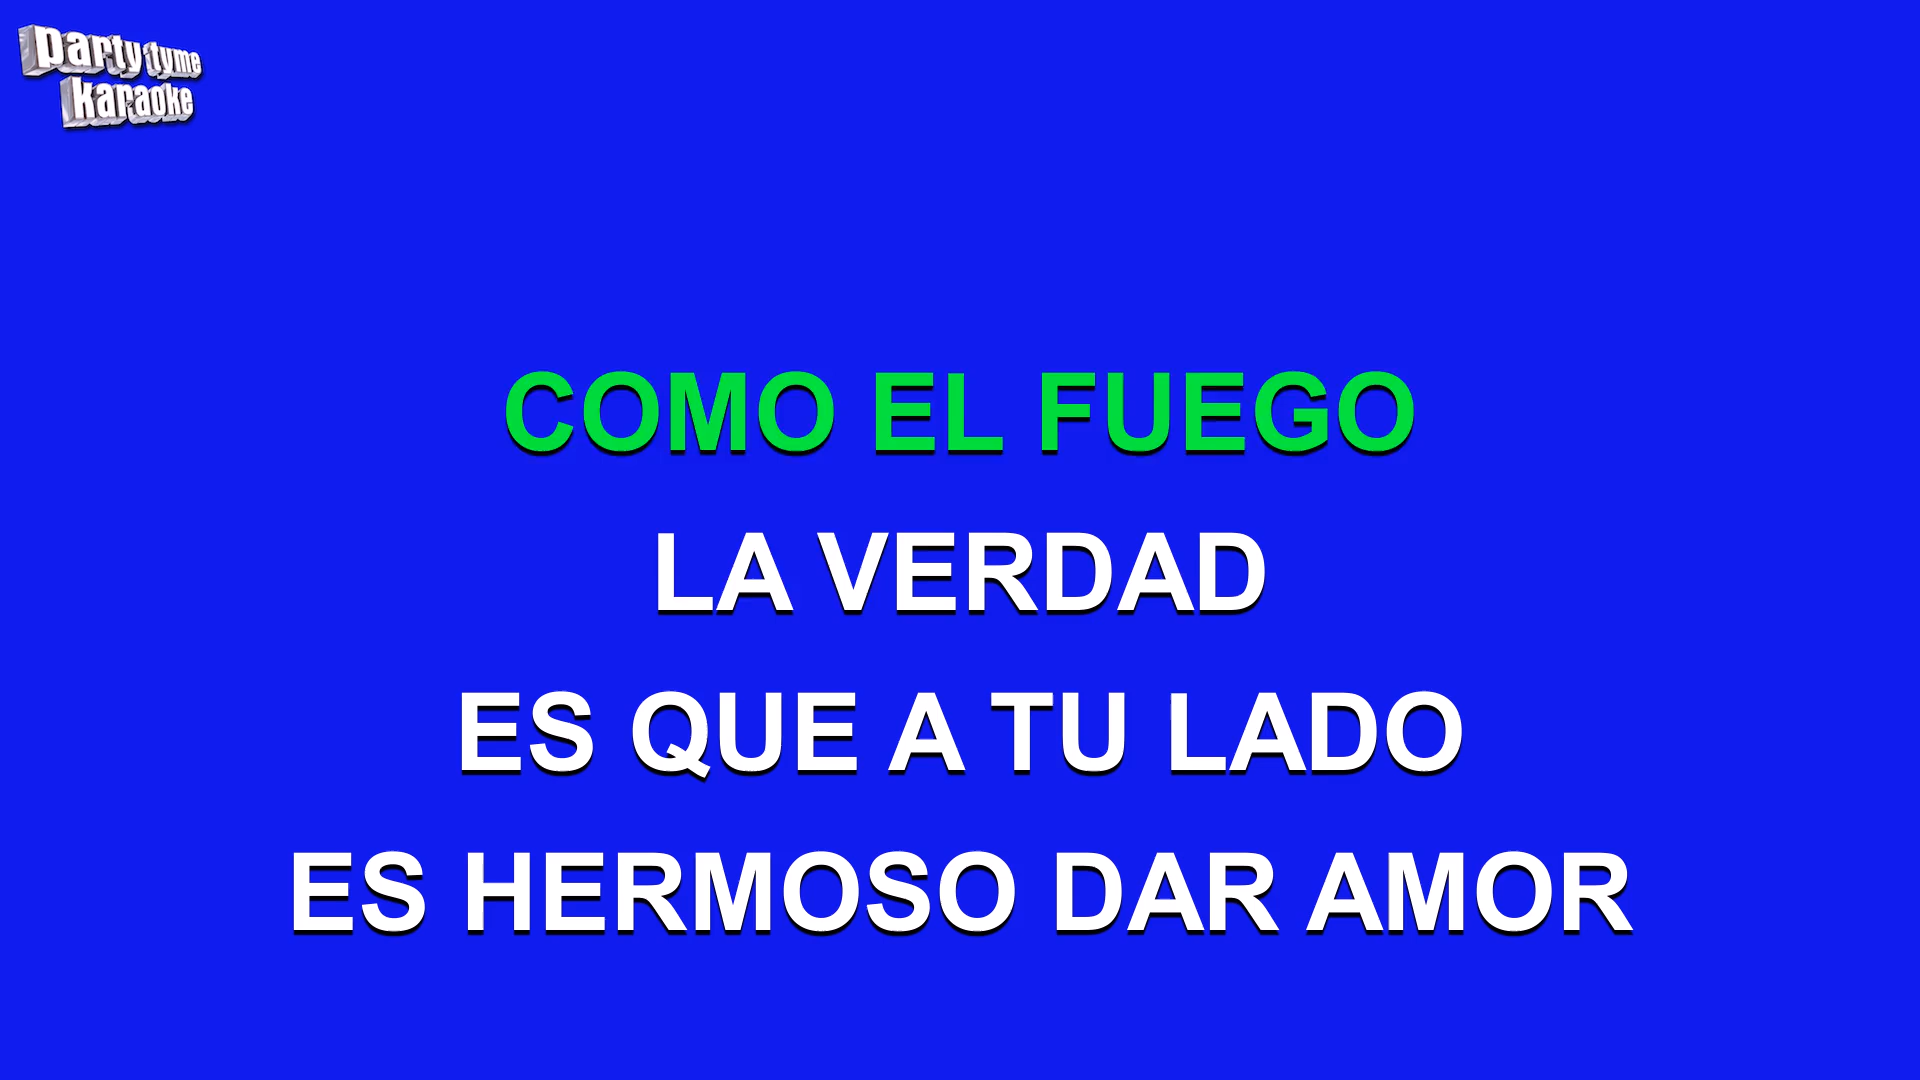 party tyme
karaoke
COMO EL FUEGO
LA VERDAD
ES QUE A TU LADO
ES HERMOSO DAR AMOR